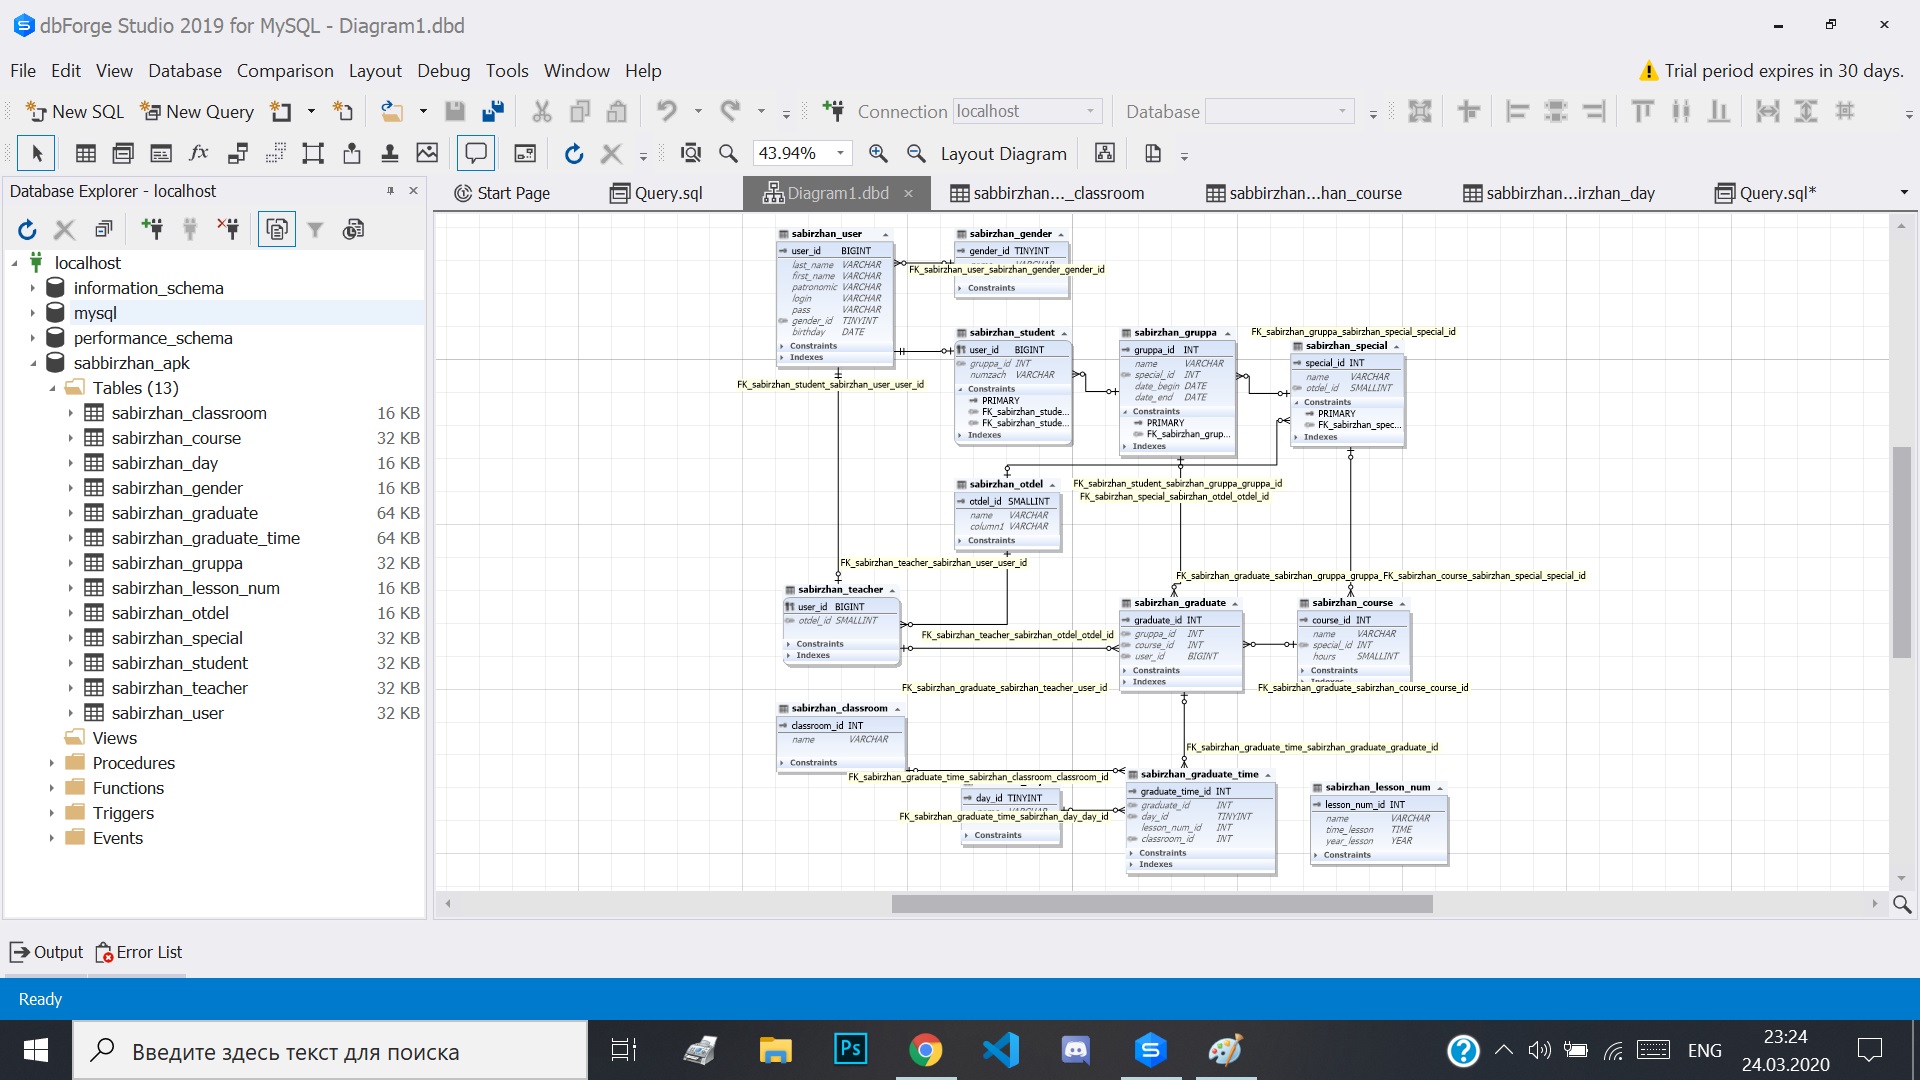 dbForge Studio 2019 for MySQL - Diagram1.dbd
File Edit View Database Comparison Layout Debug Tools Window Help
Trial period expires in 30 days.
New SQL New Query Connection localhost Database
43.94% Layout Diagram
Database Explorer - localhost
Start Page Query.sql Diagram1.dbd × sabbirzhan..._classroom sabbirzhan...han_course sabbirzhan...irzhan_day Query.sql*
localhost
information_schema
mysql
performance_schema
sabbirzhan_apk
Tables (13)
sabirzhan_classroom 16 KB
sabirzhan_course 32 KB
sabirzhan_day 16 KB
sabirzhan_gender 16 KB
sabirzhan_graduate 64 KB
sabirzhan_graduate_time 64 KB
sabirzhan_gruppa 32 KB
sabirzhan_lesson_num 16 KB
sabirzhan_otdel 16 KB
sabirzhan_special 32 KB
sabirzhan_student 32 KB
sabirzhan_teacher 32 KB
sabirzhan_user 32 KB
Views
Procedures
Functions
Triggers
Events
sabirzhan_user
user_id BIGINT
last_name VARCHAR
first_name VARCHAR
patronomic VARCHAR
login VARCHAR
pass VARCHAR
gender_id TINYINT
birthday DATE
Constraints
Indexes
sabirzhan_gender
gender_id TINYINT
FK_sabirzhan_user_sabirzhan_gender_gender_id
Constraints
sabirzhan_student
user_id BIGINT
gruppa_id INT
numzach VARCHAR
Constraints
PRIMARY
FK_sabirzhan_stude...
FK_sabirzhan_stude...
Indexes
sabirzhan_gruppa
gruppa_id INT
name VARCHAR
special_id INT
date_begin DATE
date_end DATE
Constraints
PRIMARY
FK_sabirzhan_grup...
Indexes
FK_sabirzhan_gruppa_sabirzhan_special_special_id
sabirzhan_special
special_id INT
name VARCHAR
otdel_id SMALLINT
Constraints
PRIMARY
FK_sabirzhan_spec...
Indexes
FK_sabirzhan_student_sabirzhan_user_user_id
sabirzhan_otdel
otdel_id SMALLINT
name VARCHAR
column1 VARCHAR
Constraints
FK_sabirzhan_student_sabirzhan_gruppa_gruppa_id
FK_sabirzhan_special_sabirzhan_otdel_otdel_id
FK_sabirzhan_teacher_sabirzhan_user_user_id
FK_sabirzhan_graduate_sabirzhan_gruppa_gruppa_FK_sabirzhan_course_sabirzhan_special_special_id
sabirzhan_teacher
user_id BIGINT
otdel_id SMALLINT
Constraints
Indexes
FK_sabirzhan_teacher_sabirzhan_otdel_otdel_id
sabirzhan_graduate
graduate_id INT
gruppa_id INT
course_id INT
user_id BIGINT
Constraints
Indexes
sabirzhan_course
course_id INT
name VARCHAR
special_id INT
hours SMALLINT
Constraints
FK_sabirzhan_graduate_sabirzhan_teacher_user_id
FK_sabirzhan_graduate_sabirzhan_course_course_id
sabirzhan_classroom
classroom_id INT
name VARCHAR
Constraints
FK_sabirzhan_graduate_time_sabirzhan_graduate_graduate_id
FK_sabirzhan_graduate_time_sabirzhan_classroom_classroom_id
day_id TINYINT
FK_sabirzhan_graduate_time_sabirzhan_day_day_id
Constraints
sabirzhan_graduate_time
graduate_time_id INT
graduate_id INT
day_id TINYINT
lesson_num_id INT
classroom_id INT
Constraints
Indexes
sabirzhan_lesson_num
lesson_num_id INT
name VARCHAR
time_lesson TIME
year_lesson YEAR
Constraints
Output Error List
Ready
Введите здесь текст для поиска
Ps
ENG
23:24
24.03.2020